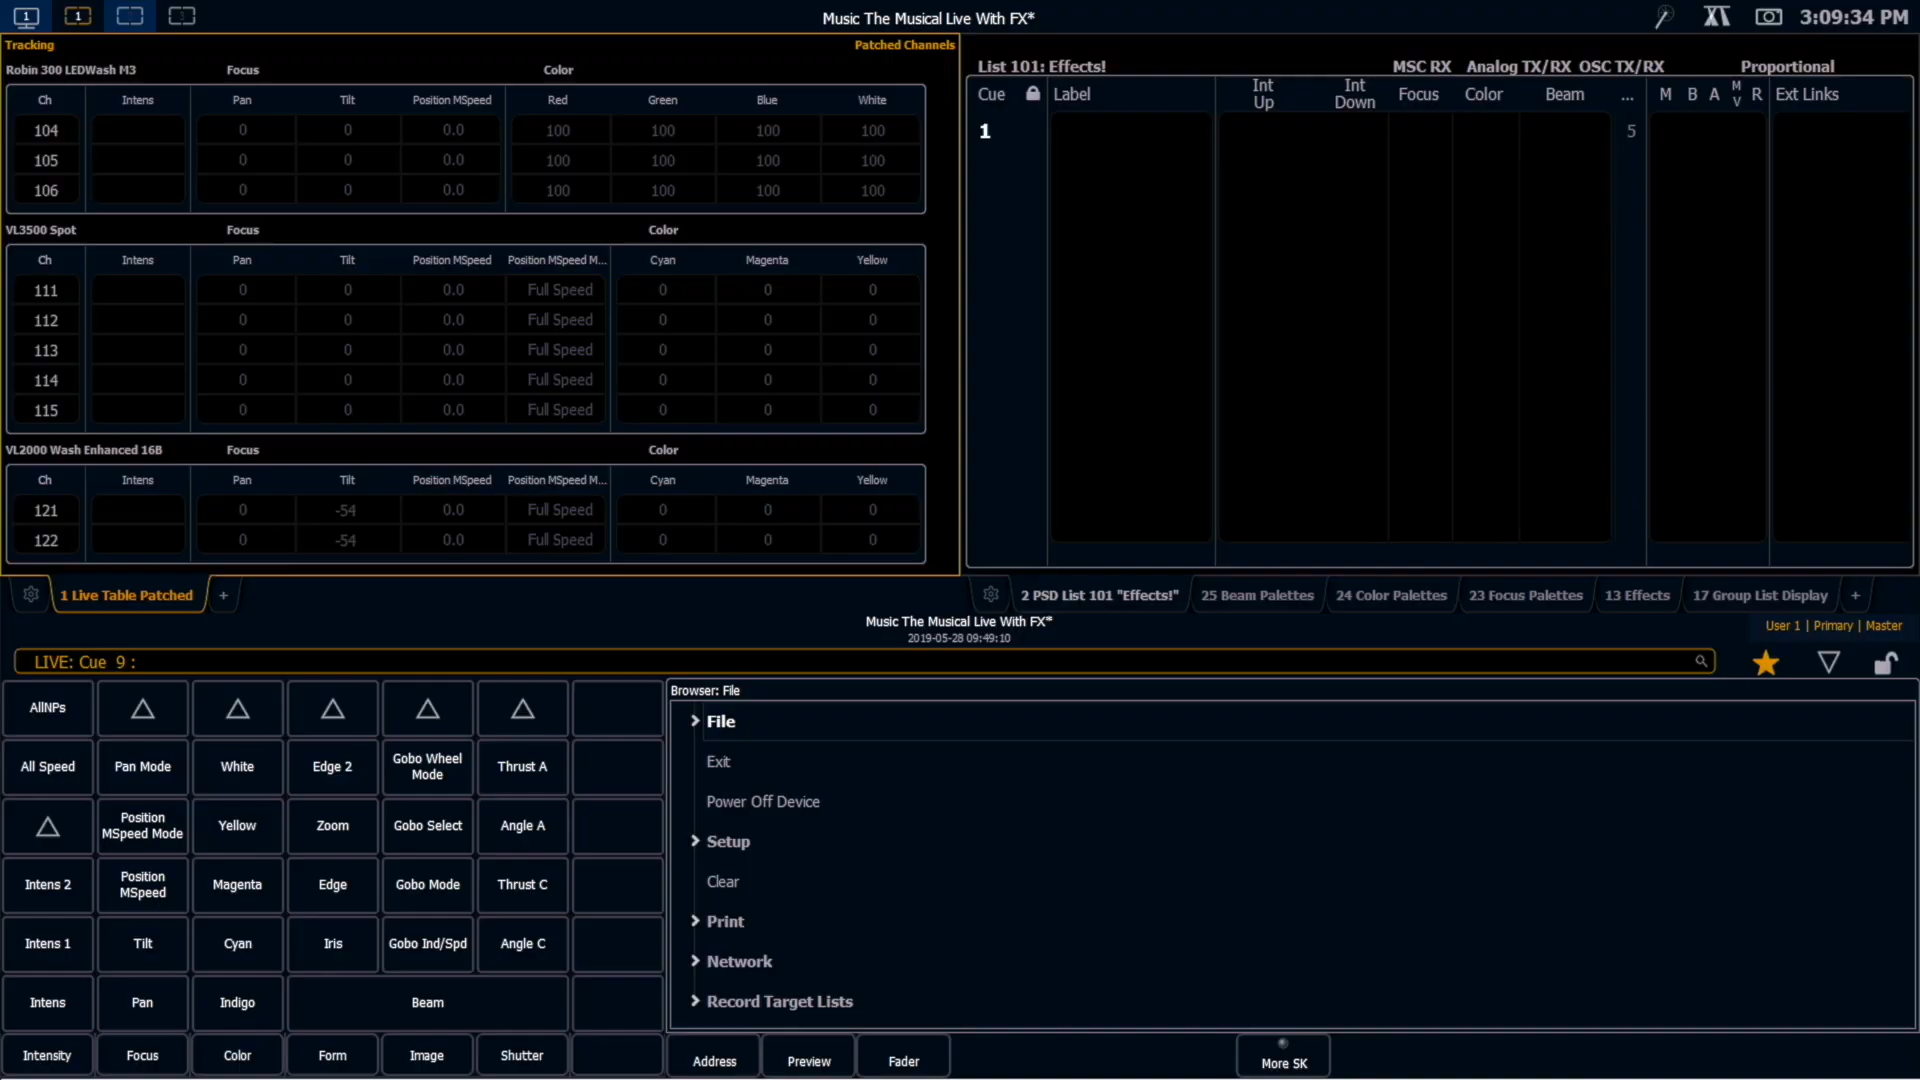 1 1 Music The Musical Live With FX* 3:09:34 PM
Tracking Patched Channels
Robin 300 LEDWash M3 Focus Color
Ch Intens Pan Tilt Position MSpeed Red Green Blue White
104 0 0 0.0 100 100 100 100
105 0 0 0.0 100 100 100 100
106 0 0 0.0 100 100 100 100
VL3500 Spot Focus Color
Ch Intens Pan Tilt Position MSpeed Position MSpeed M... Cyan Magenta Yellow
111 0 0 0.0 Full Speed 0 0 0
112 0 0 0.0 Full Speed 0 0 0
113 0 0 0.0 Full Speed 0 0 0
114 0 0 0.0 Full Speed 0 0 0
115 0 0 0.0 Full Speed 0 0 0
VL2000 Wash Enhanced 16B Focus Color
Ch Intens Pan Tilt Position MSpeed Position MSpeed M... Cyan Magenta Yellow
121 0 -54 0.0 Full Speed 0 0 0
122 0 -54 0.0 Full Speed 0 0 0
List 101: Effects! MSC RX Analog TX/RX OSC TX/RX Proportional
Cue Label Int Up Int Down Focus Color Beam ... M B A M V R Ext Links
1 5
1 Live Table Patched +
2 PSD List 101 "Effects!" 25 Beam Palettes 24 Color Palettes 23 Focus Palettes 13 Effects 17 Group List Display +
Music The Musical Live With FX*
2019-05-28 09:49:10
User 1 | Primary | Master
LIVE: Cue 9 :
AllNPs
All Speed Pan Mode White Edge 2 Gobo Wheel Mode Thrust A
Position MSpeed Mode Yellow Zoom Gobo Select Angle A
Intens 2 Position MSpeed Magenta Edge Gobo Mode Thrust C
Intens 1 Tilt Cyan Iris Gobo Ind/Spd Angle C
Intens Pan Indigo Beam
Intensity Focus Color Form Image Shutter
Browser: File
File
Exit
Power Off Device
Setup
Clear
Print
Network
Record Target Lists
Address Preview Fader More SK